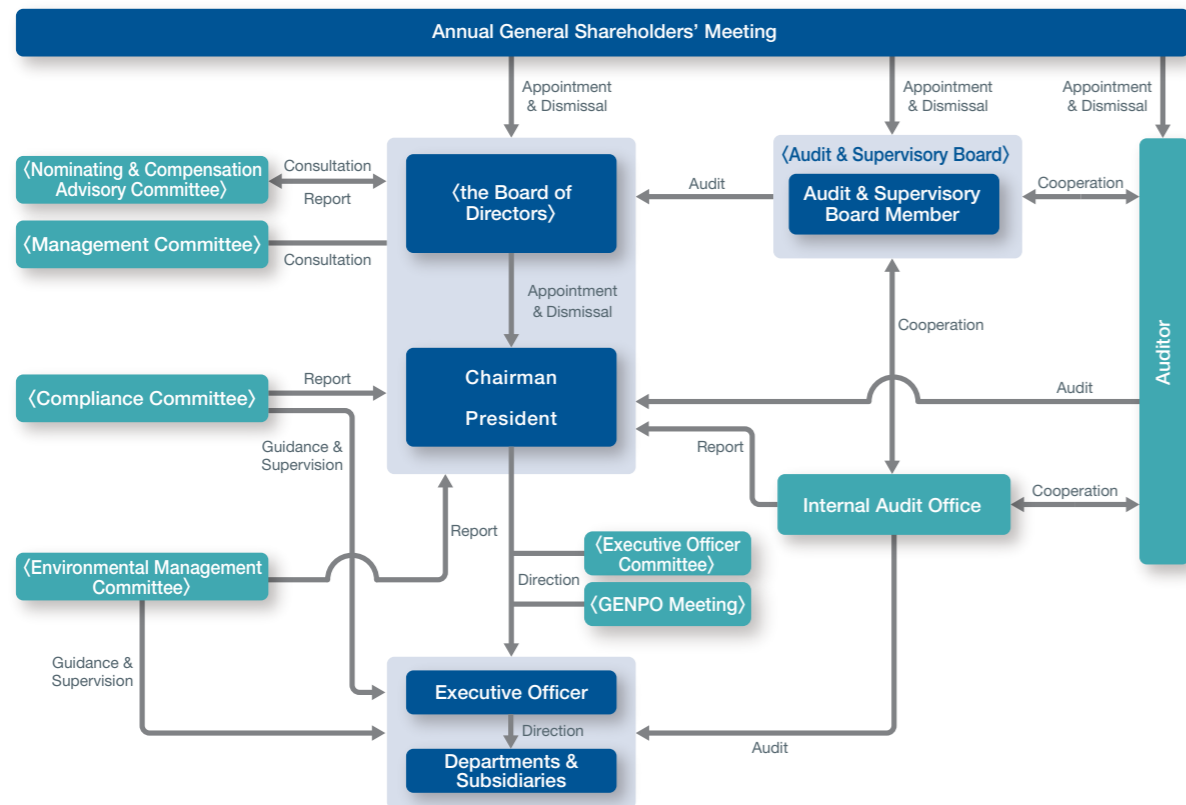 Annual General Shareholders’ Meeting
Appointment
& Dismissal
Appointment
& Dismissal
Appointment
& Dismissal
〈Nominating & Compensation
Advisory Committee〉
Consultation
Report
〈the Board of
Directors〉
Audit
〈Audit & Supervisory Board〉
Audit & Supervisory
Board Member
Cooperation
〈Management Committee〉
Consultation
Appointment
& Dismissal
Cooperation
Auditor
〈Compliance Committee〉
Report
Chairman
President
Audit
Guidance &
Supervision
Report
Internal Audit Office
Cooperation
Report
〈Executive Officer
Committee〉
Direction
〈GENPO Meeting〉
〈Environmental Management
Committee〉
Guidance &
Supervision
Executive Officer
Direction
Departments &
Subsidiaries
Audit